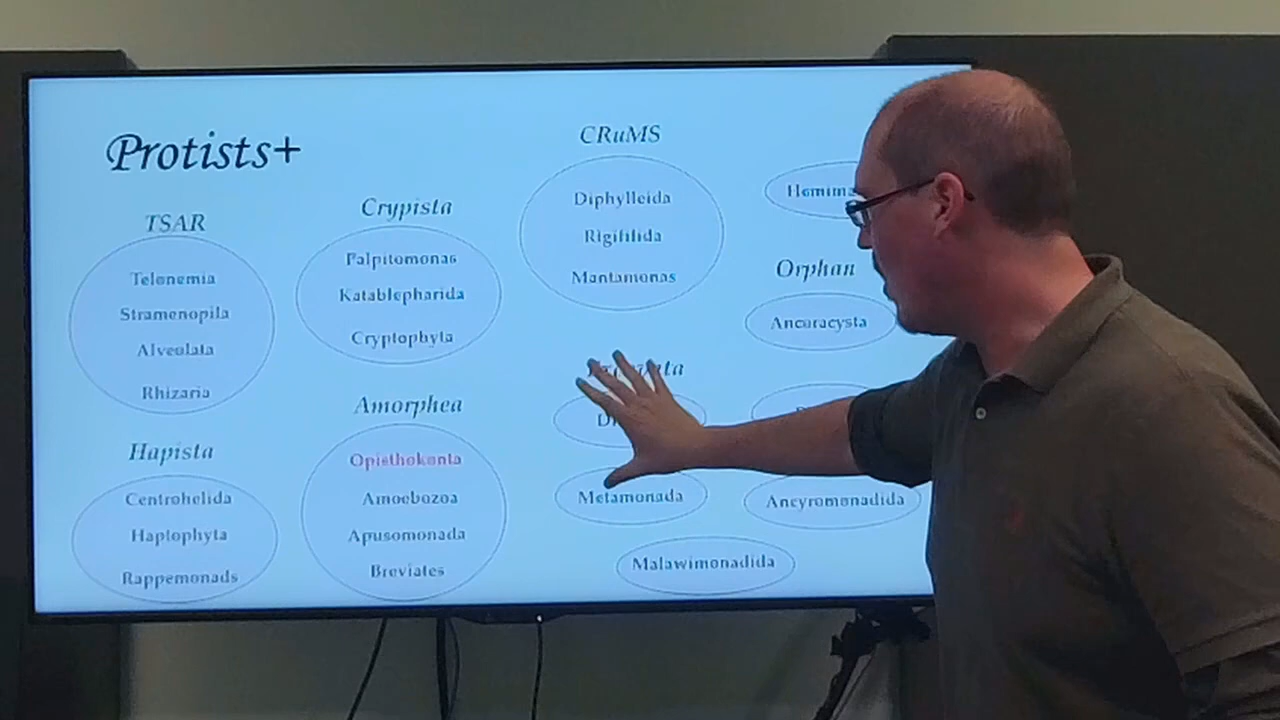 Protists+
TSAR
Telonemia
Stramenopila
Alveolata
Rhizaria
Hapista
Centrohelida
Haptophyta
Rappemonads
Crypista
Palpitomonas
Katablepharida
Cryptophyta
Amorphea
Opisthokonta
Amoebozoa
Apusomonada
Breviates
CRuMS
Diphylleida
Rigifilida
Mantamonas
Metamonada
Malawimonadida
Orphan
Ancoracysta
Ancyromonadida